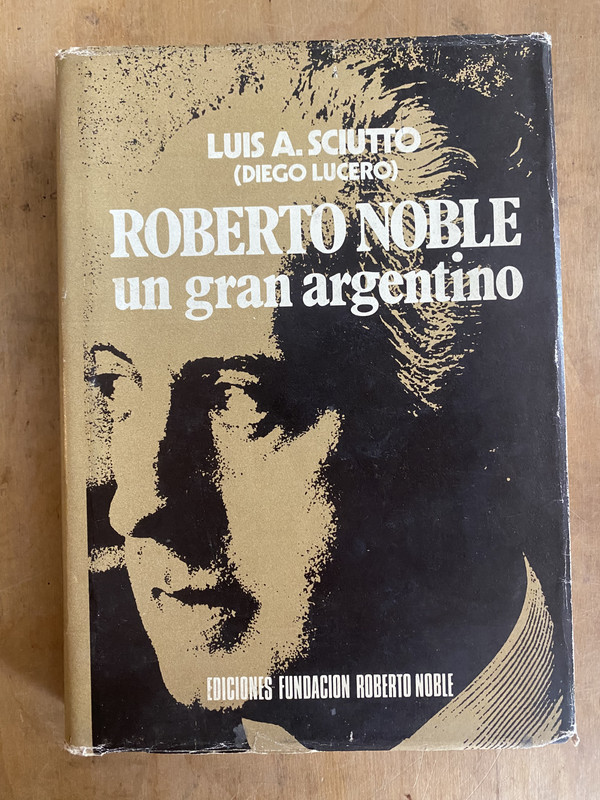 LUIS A. SCIUTTO
(DIEGO LUCERO)
ROBERTO NOBLE
un gran argentino
EDICIONES FUNDACION ROBERTO NOBLE